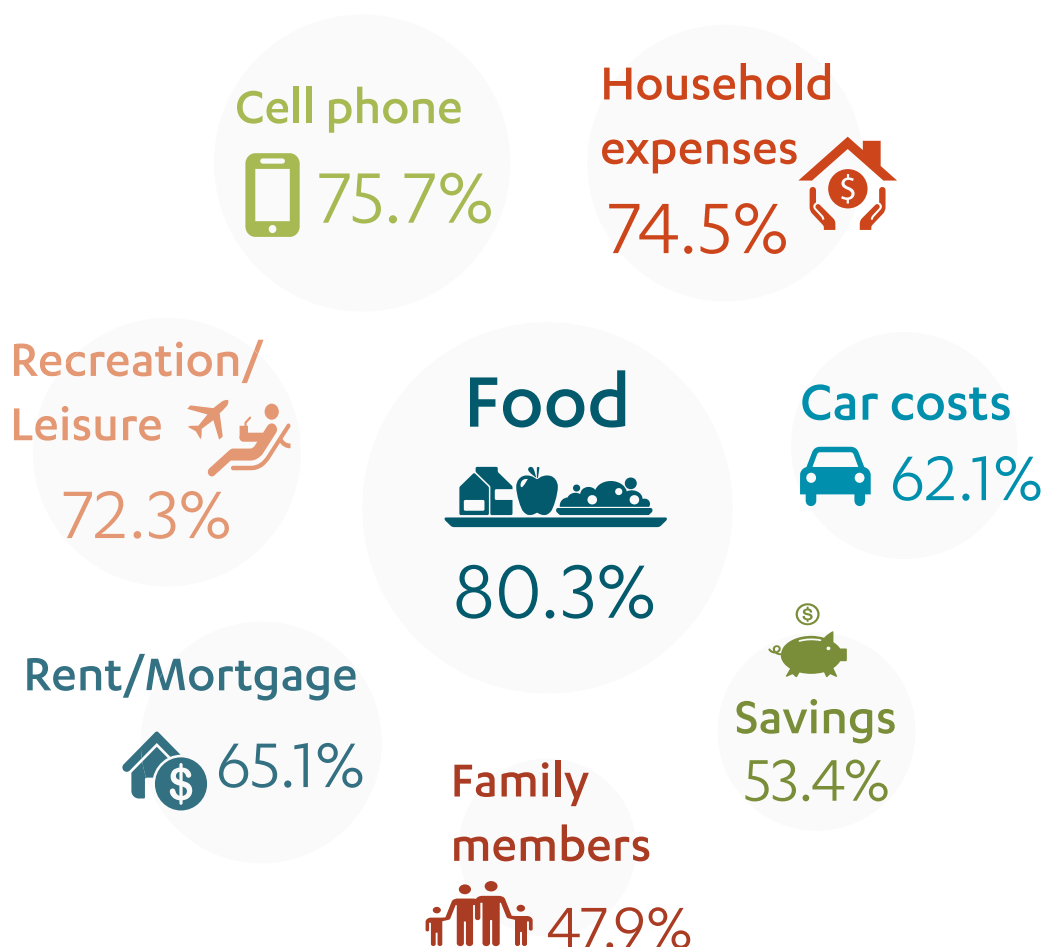 Cell phone
75.7%
Household
expenses
$
74.5%
Recreation/
Leisure
72.3%
Food
80.3%
Car costs
62.1%
Rent/Mortgage
$
65.1%
$
Savings
53.4%
Family
members
47.9%